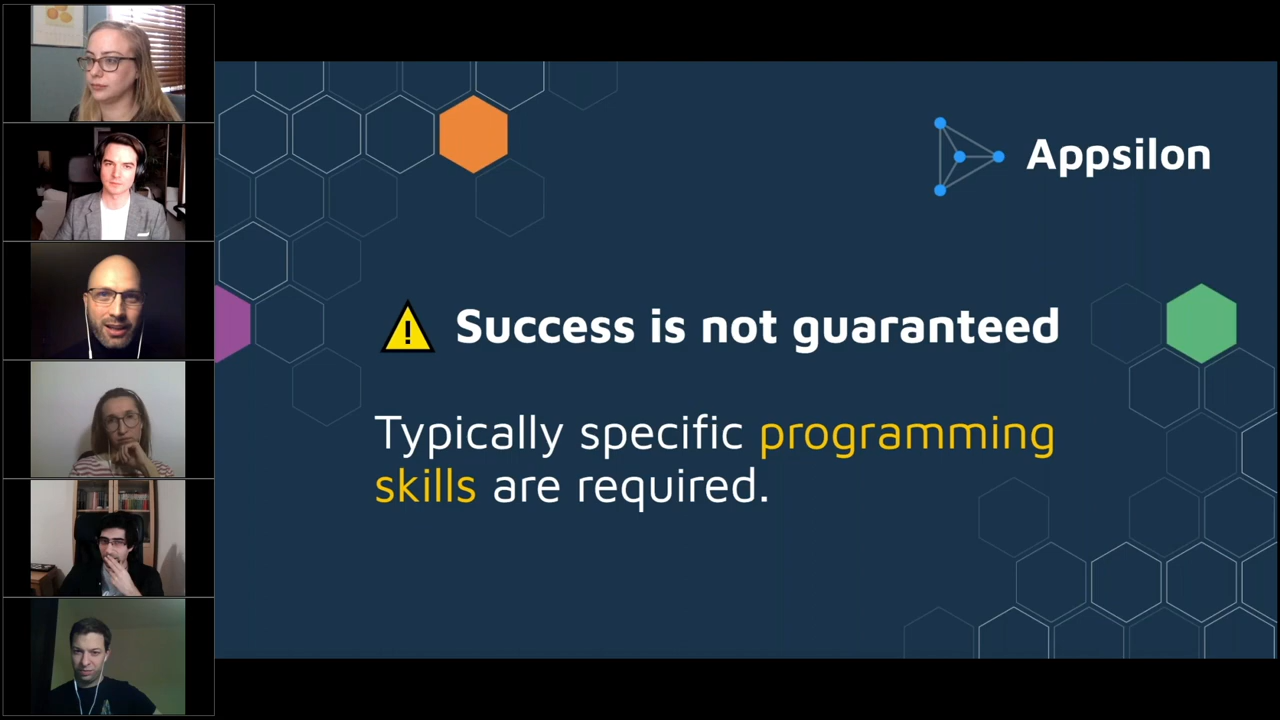 Appsilon
Success is not guaranteed
Typically specific programming
skills are required.